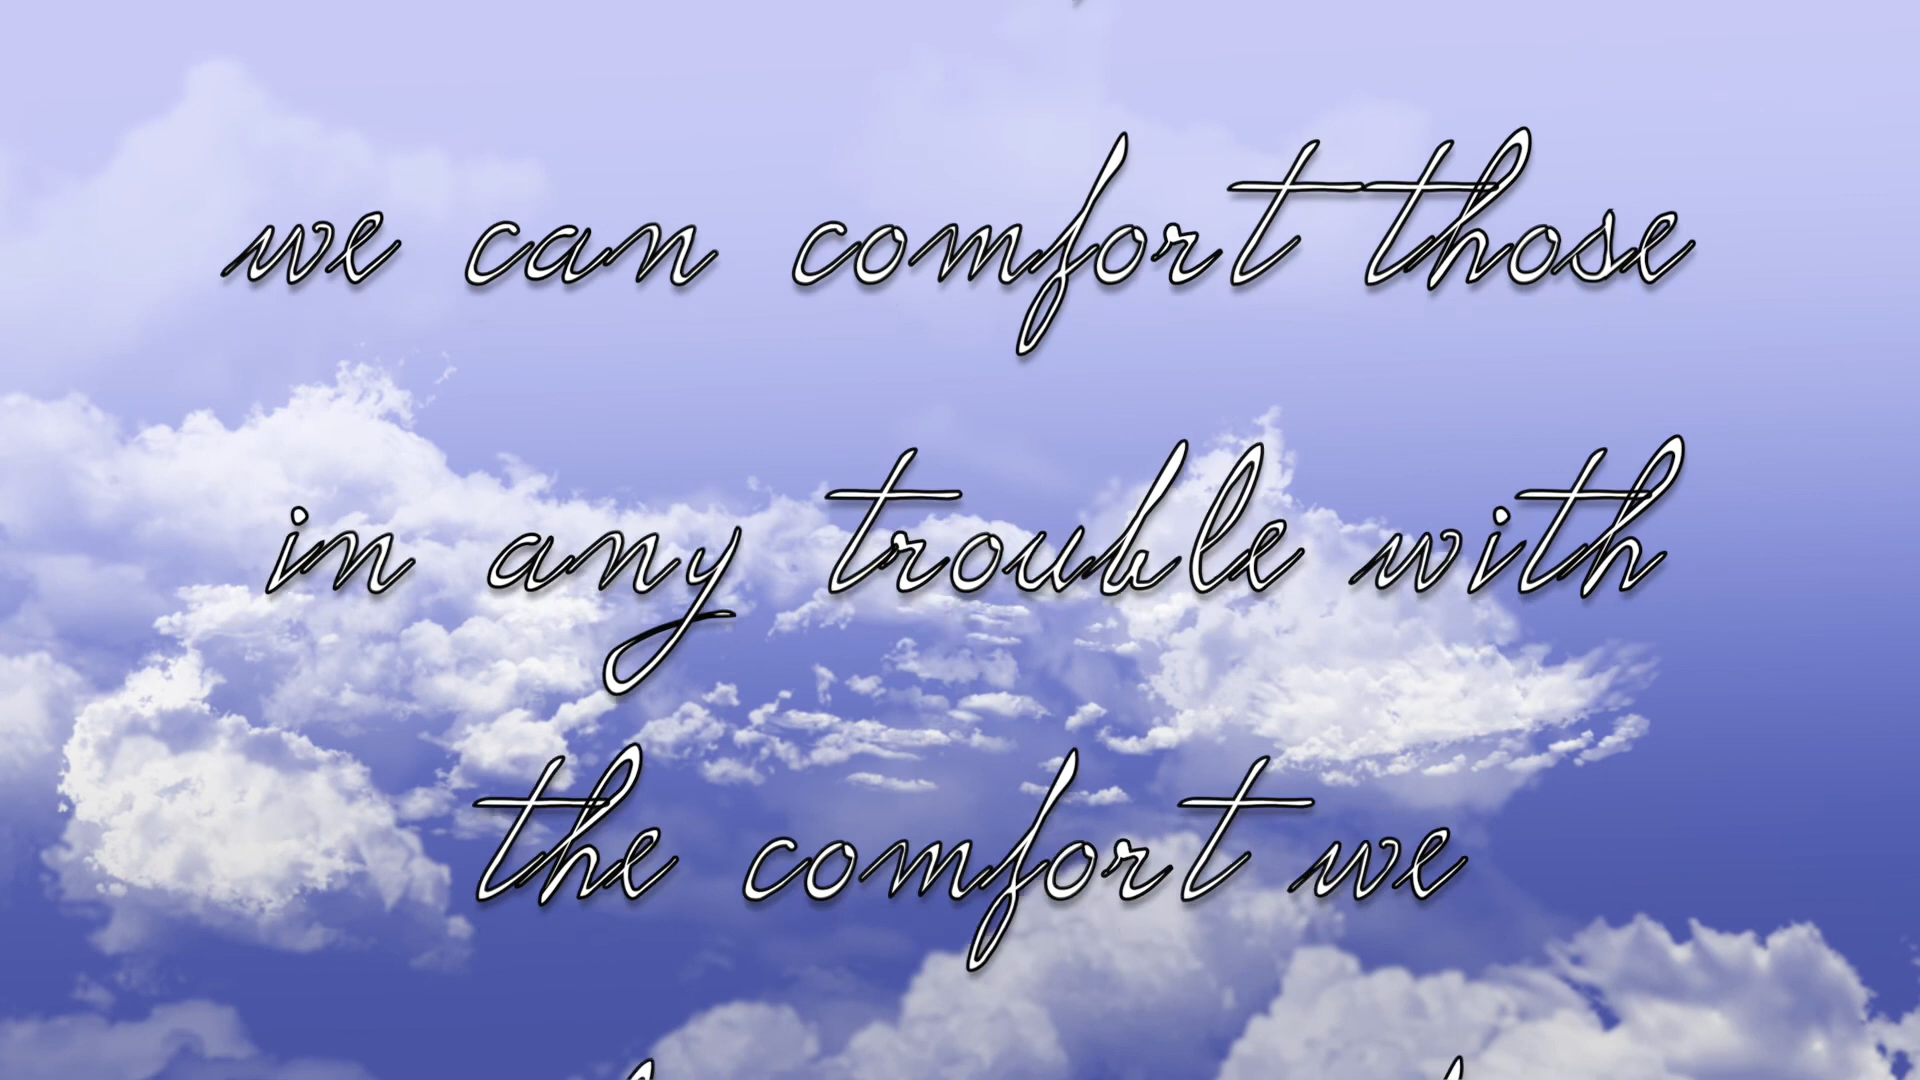 we can comfort those
in any trouble with
the comfort we